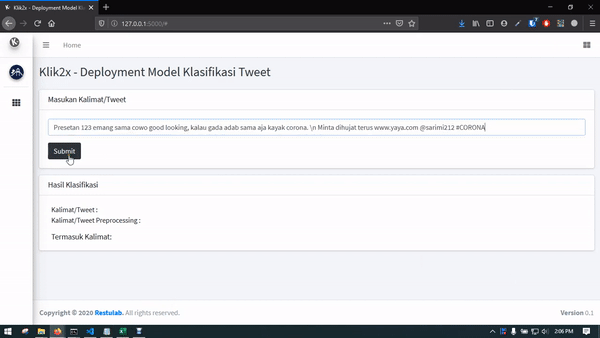 Klik2x - Deployment Model Kl
127.0.0.1:5000/#
Home
Klik2x - Deployment Model Klasifikasi Tweet
Masukan Kalimat/Tweet
Presetan 123 emang sama cowo good looking, kalau gada adab sama aja kayak corona. \n Minta dihujat terus www.yaya.com @sarimi212 #CORONA
Submit
Hasil Klasifikasi
Kalimat/Tweet :
Kalimat/Tweet Preprocessing :
Termasuk Kalimat:
Copyright © 2020 Restulab. All rights reserved.
Version 0.1
2:06 PM